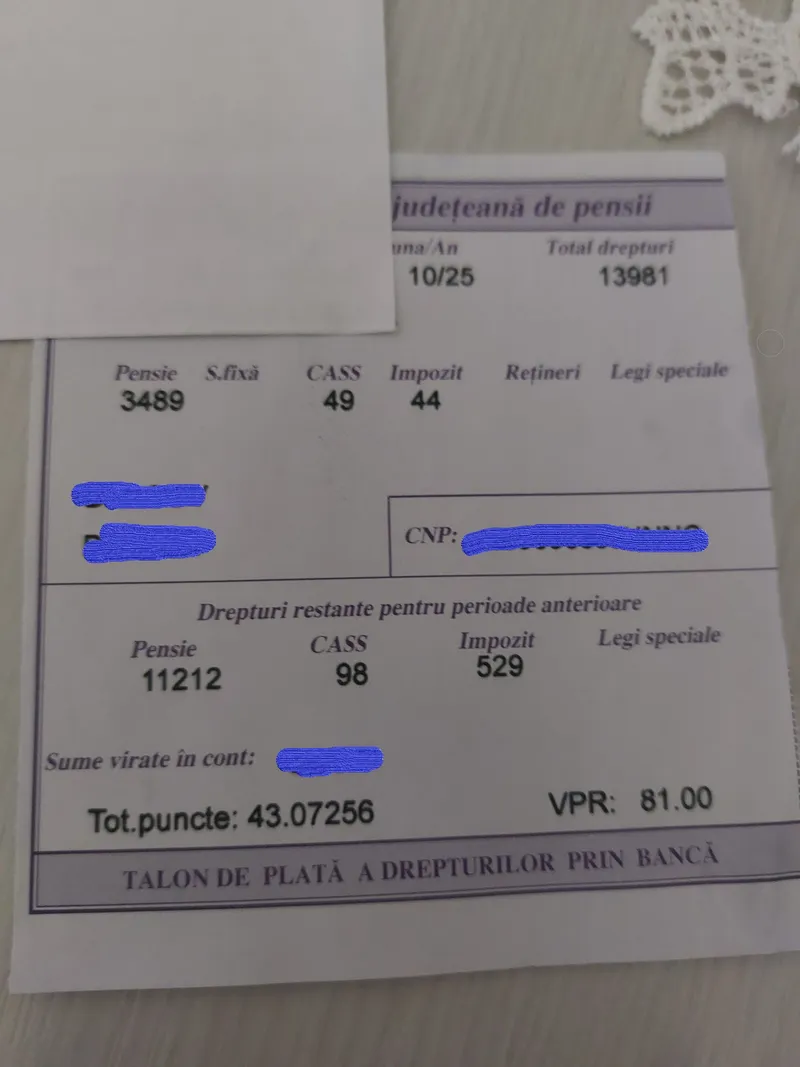 județeană de pensii
una/An Total drepturi
10/25 13981
Pensie S.fixă CASS Impozit Rețineri Legi speciale
3489 49 44
CNP:
Drepturi restante pentru perioade anterioare
Pensie CASS Impozit Legi speciale
11212 98 529
Sume virate în cont:
Tot.puncte: 43.07256 VPR: 81.00
TALON DE PLATĂ A DREPTURILOR PRIN BANCĂ